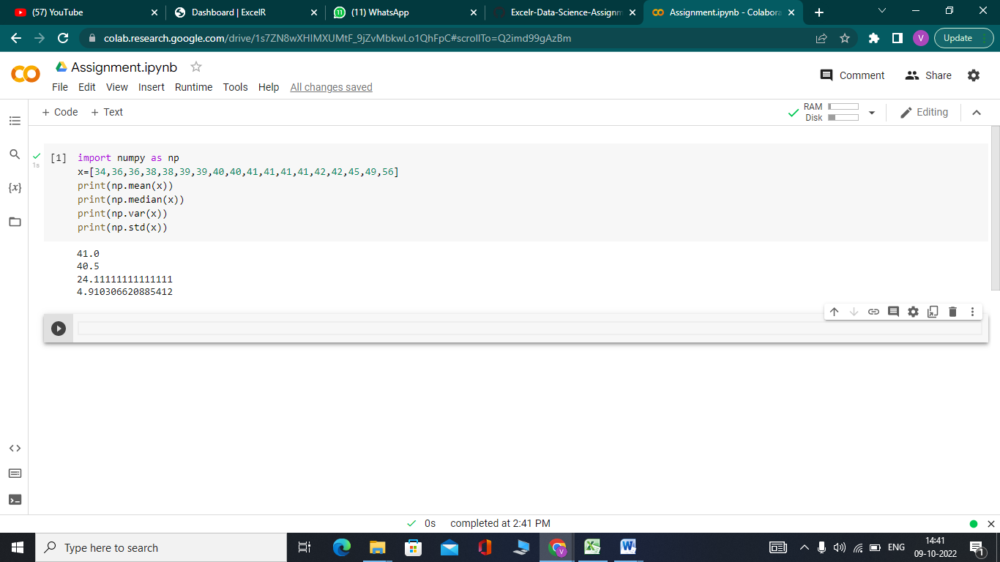 (57) YouTube
Dashboard | ExcelR
(11) WhatsApp
Excelr-Data-Science-Assignm
Assignment.ipynb - Colabora
colab.research.google.com/drive/1s7ZN8wXHIMXUMtF_9jZvMbkwLo1QhFpC#scrollTo=Q2imd99gAzBm
V
Update
Assignment.ipynb
File Edit View Insert Runtime Tools Help All changes saved
Comment
Share
+ Code + Text
RAM
Disk
Editing
[1] import numpy as np
1s
x=[34,36,36,38,38,39,39,40,40,41,41,41,41,42,42,45,49,56]
print(np.mean(x))
print(np.median(x))
print(np.var(x))
print(np.std(x))
{x}
41.0
40.5
24.11111111111111
4.910306620885412
0s completed at 2:41 PM
Type here to search
ENG
14:41
09-10-2022
1